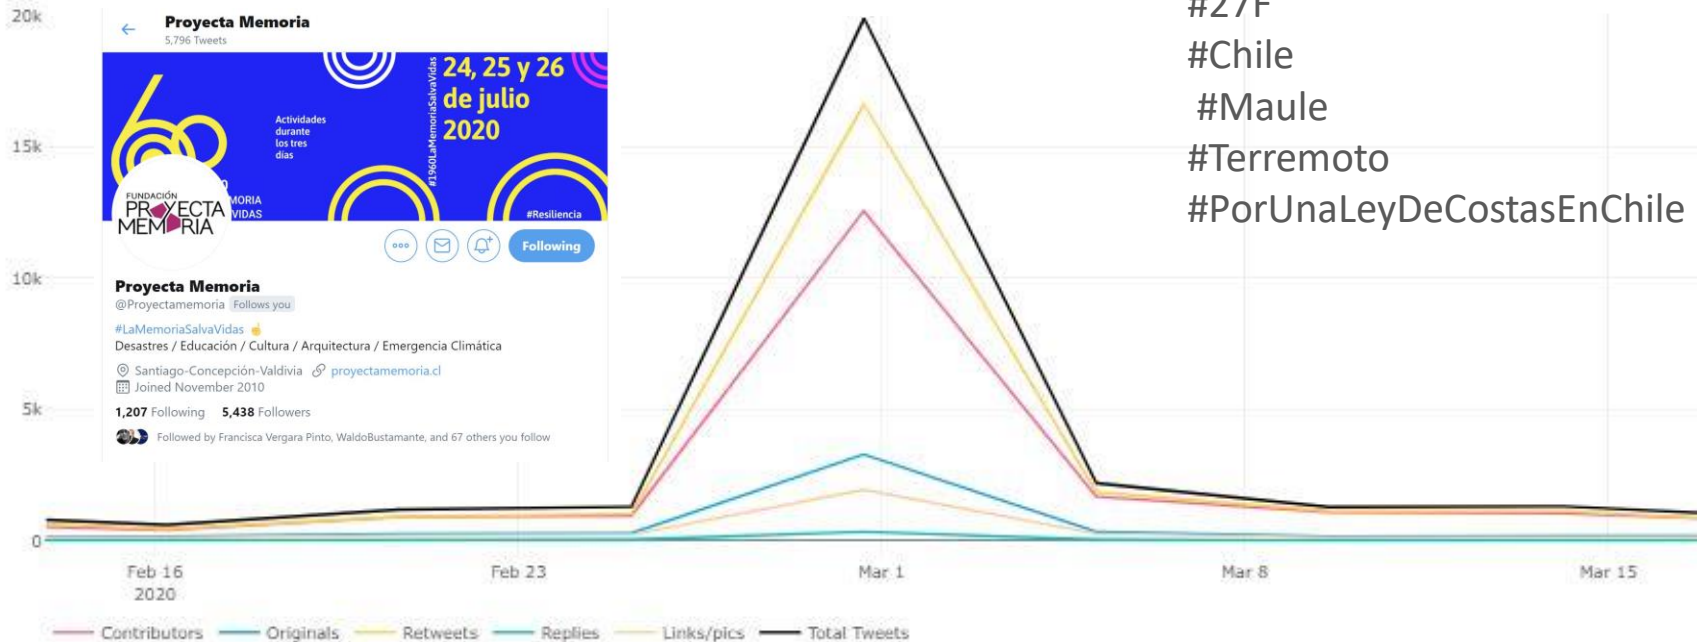 20k
15k
10k
5k
0
Proyecta Memoria
5,796 Tweets
Actividades
durante
los tres
días
#1960LaMemoriaSalvaVidas
24, 25 y 26
de julio
2020
MORIA
VIDAS
#Resiliencia
FUNDACIÓN
PROYECTA
MEMORIA
Following
Proyecta Memoria
@Proyectamemoria Follows you
#LaMemoriaSalvaVidas
Desastres / Educación / Cultura / Arquitectura / Emergencia Climática
Santiago-Concepción-Valdivia proyectamemoria.cl
Joined November 2010
1,207 Following 5,438 Followers
Followed by Francisca Vergara Pinto, WaldoBustamante, and 67 others you follow
#27F
#Chile
#Maule
#Terremoto
#PorUnaLeyDeCostasEnChile
Feb 16
2020
Feb 23
Mar 1
Mar 8
Mar 15
Contributors Originals Retweets Replies Links/pics Total Tweets